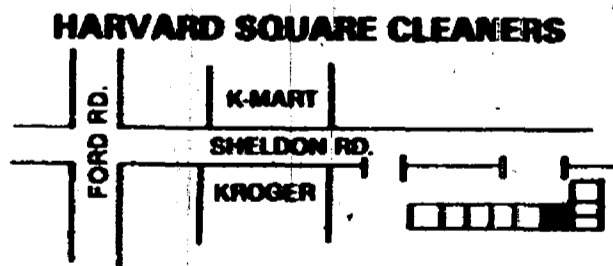 HARVARD SQUARE CLEANERS
FORD RD.
K-MART
SHELDON RD.
KROGER